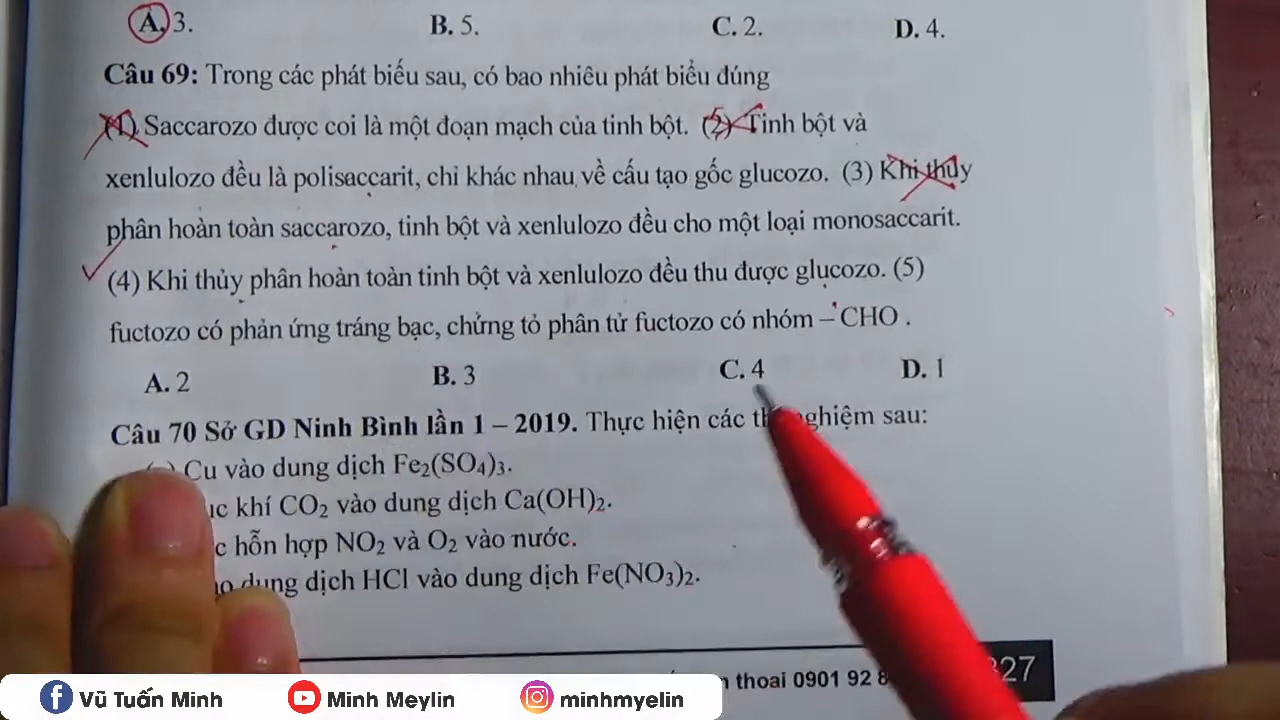 A. 3. B. 5. C. 2. D. 4.
Câu 69: Trong các phát biếu sau, có bao nhiêu phát biểu đúng
(1) Saccarozo được coi là một đoạn mạch của tinh bột. (2) Tinh bột và
xenlulozo đều là polisaccarit, chỉ khác nhau về cấu tạo gốc glucozo. (3) Khi thủy
phân hoàn toàn saccarozo, tinh bột và xenlulozo đều cho một loại monosaccarit.
(4) Khi thủy phân hoàn toàn tinh bột và xenlulozo đều thu được glucozo. (5)
fuctozo có phản ứng tráng bạc, chứng tỏ phân tử fuctozo có nhóm –CHO .
A. 2 B. 3 C. 4 D. 1
Câu 70 Sở GD Ninh Bình lần 1 – 2019. Thực hiện các nghiệm sau:
Cu vào dung dịch Fe₂(SO₄)₃.
khí CO₂ vào dung dịch Ca(OH)₂.
hỗn hợp NO₂ và O₂ vào nước.
dung dịch HCl vào dung dịch Fe(NO₃)₂.
thoai 0901 92 8
327
Vũ Tuấn Minh Minh Meylin minhmyelin